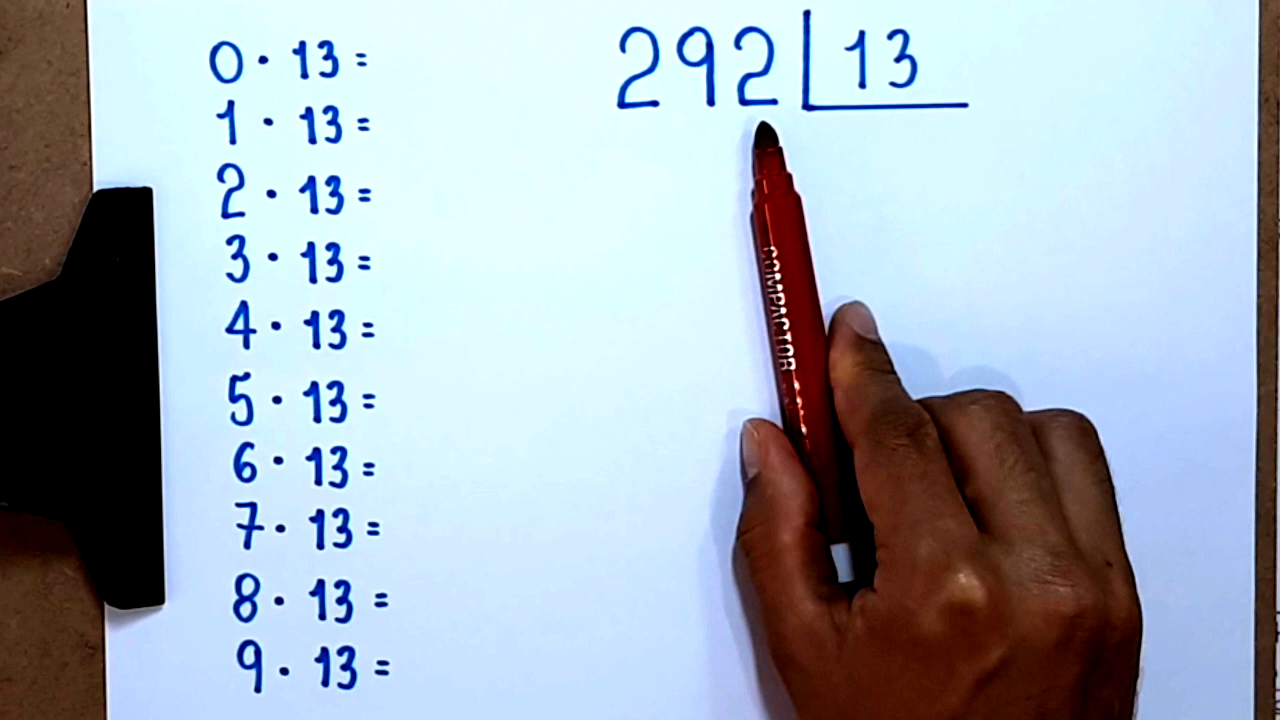 0 · 13 =
1 · 13 =
2 · 13 =
3 · 13 =
4 · 13 =
5 · 13 =
6 · 13 =
7 · 13 =
8 · 13 =
9 · 13 =
292 13
COMPACTOR